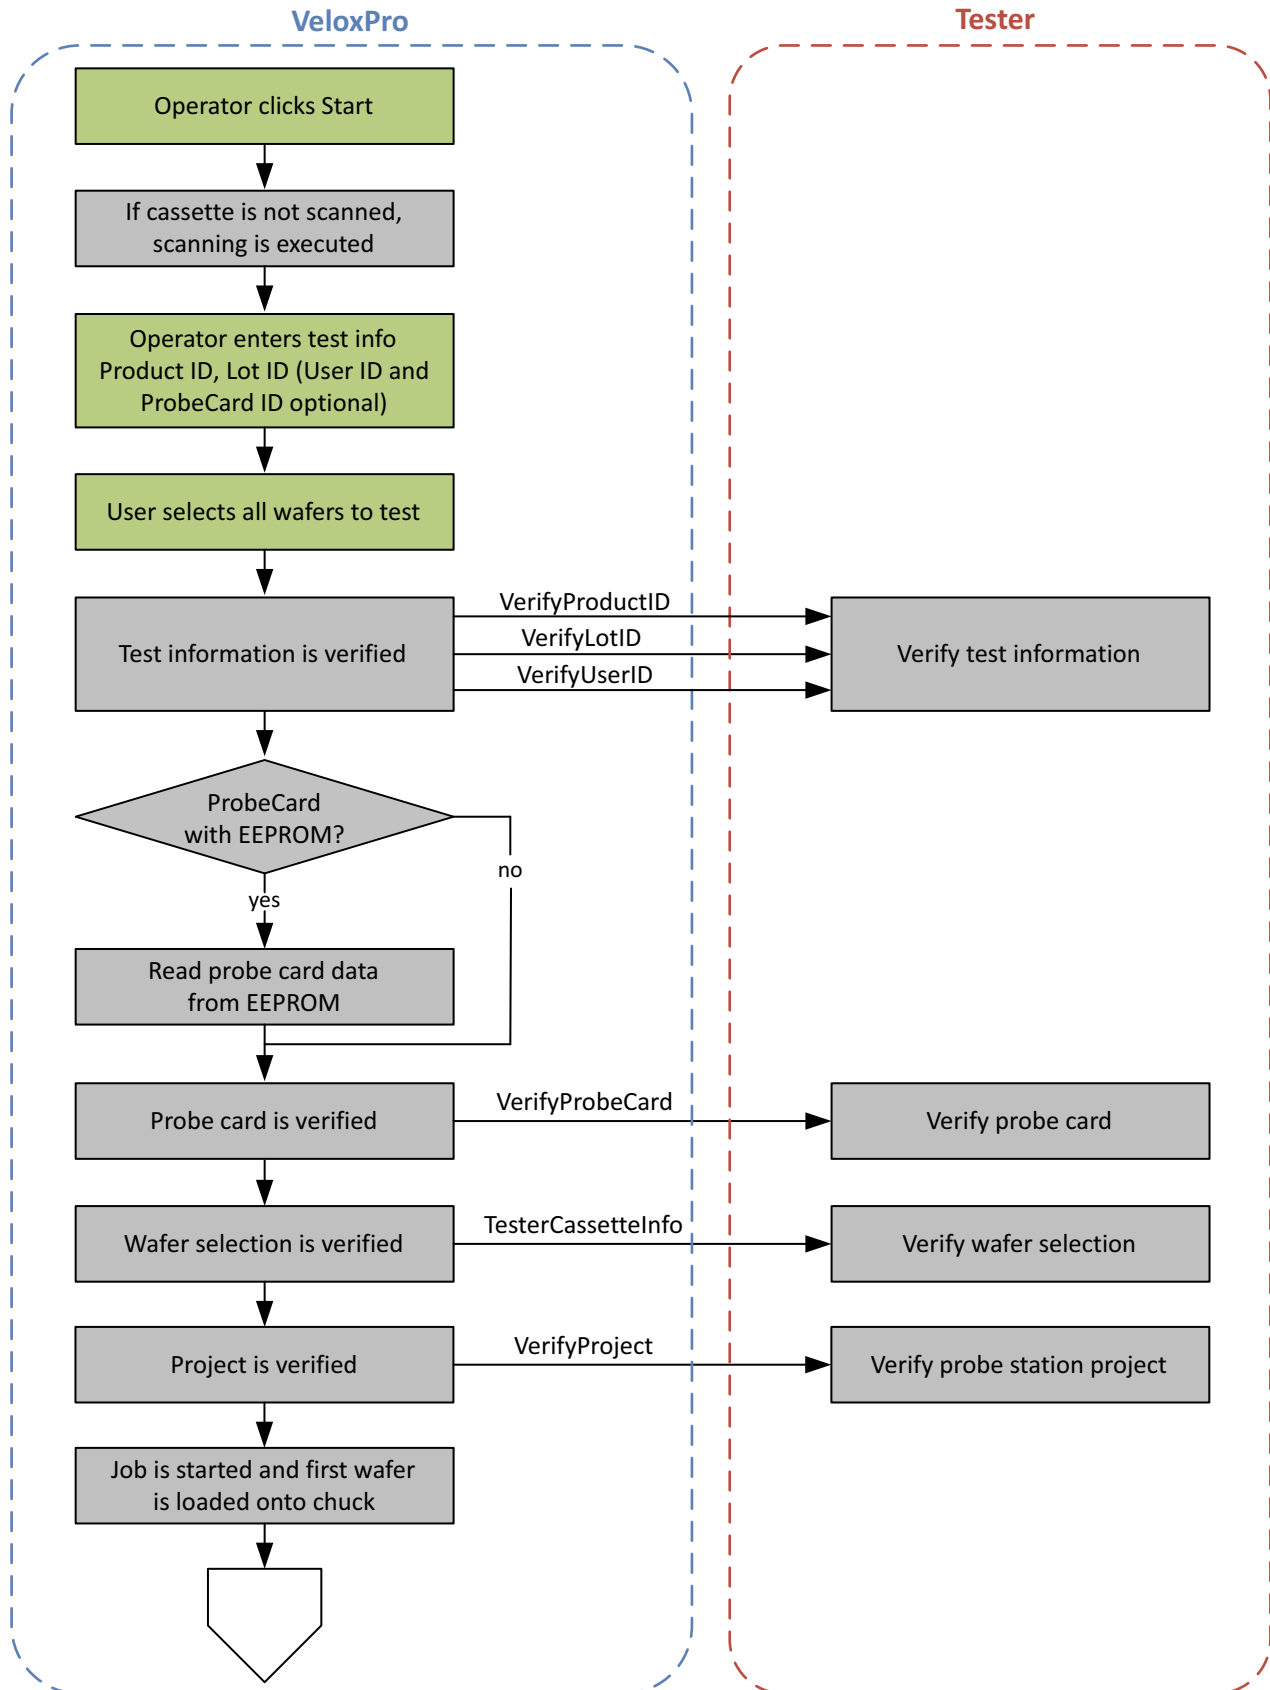 VeloxPro
Tester
Operator clicks Start
If cassette is not scanned,
scanning is executed
Operator enters test info
Product ID, Lot ID (User ID and
ProbeCard ID optional)
User selects all wafers to test
Test information is verified
VerifyProductID
VerifyLotID
VerifyUserID
Verify test information
ProbeCard
with EEPROM?
no
yes
Read probe card data
from EEPROM
Probe card is verified
VerifyProbeCard
Verify probe card
Wafer selection is verified
TesterCassetteInfo
Verify wafer selection
Project is verified
VerifyProject
Verify probe station project
Job is started and first wafer
is loaded onto chuck